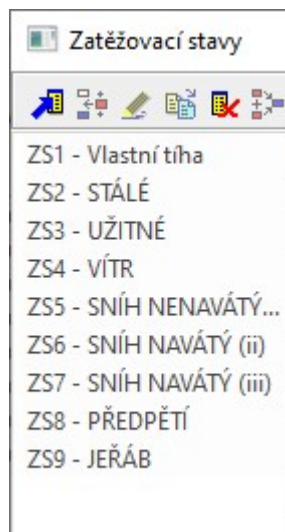 Zatěžovací stavy
ZS1 - Vlastní tíha
ZS2 - STÁLÉ
ZS3 - UŽITNÉ
ZS4 - VÍTR
ZS5 - SNÍH NENAVÁTÝ...
ZS6 - SNÍH NAVÁTÝ (ii)
ZS7 - SNÍH NAVÁTÝ (iii)
ZS8 - PŘEDPĚTÍ
ZS9 - JEŘÁB